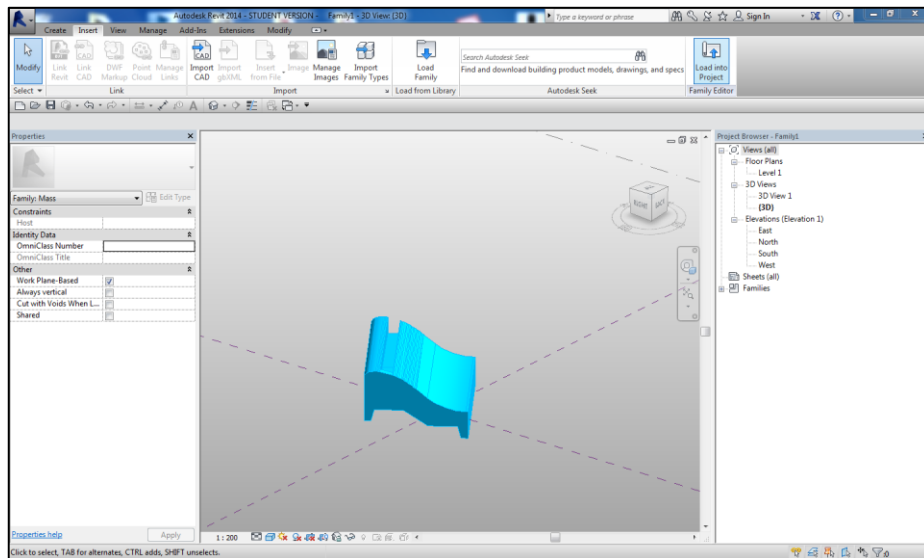 Autodesk Revit 2014 - STUDENT VERSION - Family1 - 3D View: {3D}
Type a keyword or phrase
Sign In
Create Insert View Manage Add-Ins Extensions Modify
Modify
Link Revit
Link CAD
DWF Markup
Point Cloud
Manage Links
Import CAD
Import gbXML
Insert from File
Image
Manage Images
Import Family Types
Load Family
Search Autodesk Seek
Find and download building product models, drawings, and specs
Load into Project
Select
Link
Import
Load from Library
Autodesk Seek
Family Editor
Properties
Family: Mass
Edit Type
Constraints
Host
Identity Data
OmniClass Number
OmniClass Title
Other
Work Plane-Based
Always vertical
Cut with Voids When L...
Shared
Properties help
Apply
RIGHT
1 : 200
Project Browser - Family1
Views (all)
Floor Plans
Level 1
3D Views
3D View 1
{3D}
Elevations (Elevation 1)
East
North
South
West
Sheets (all)
Families
Click to select, TAB for alternates, CTRL adds, SHIFT unselects.
:0